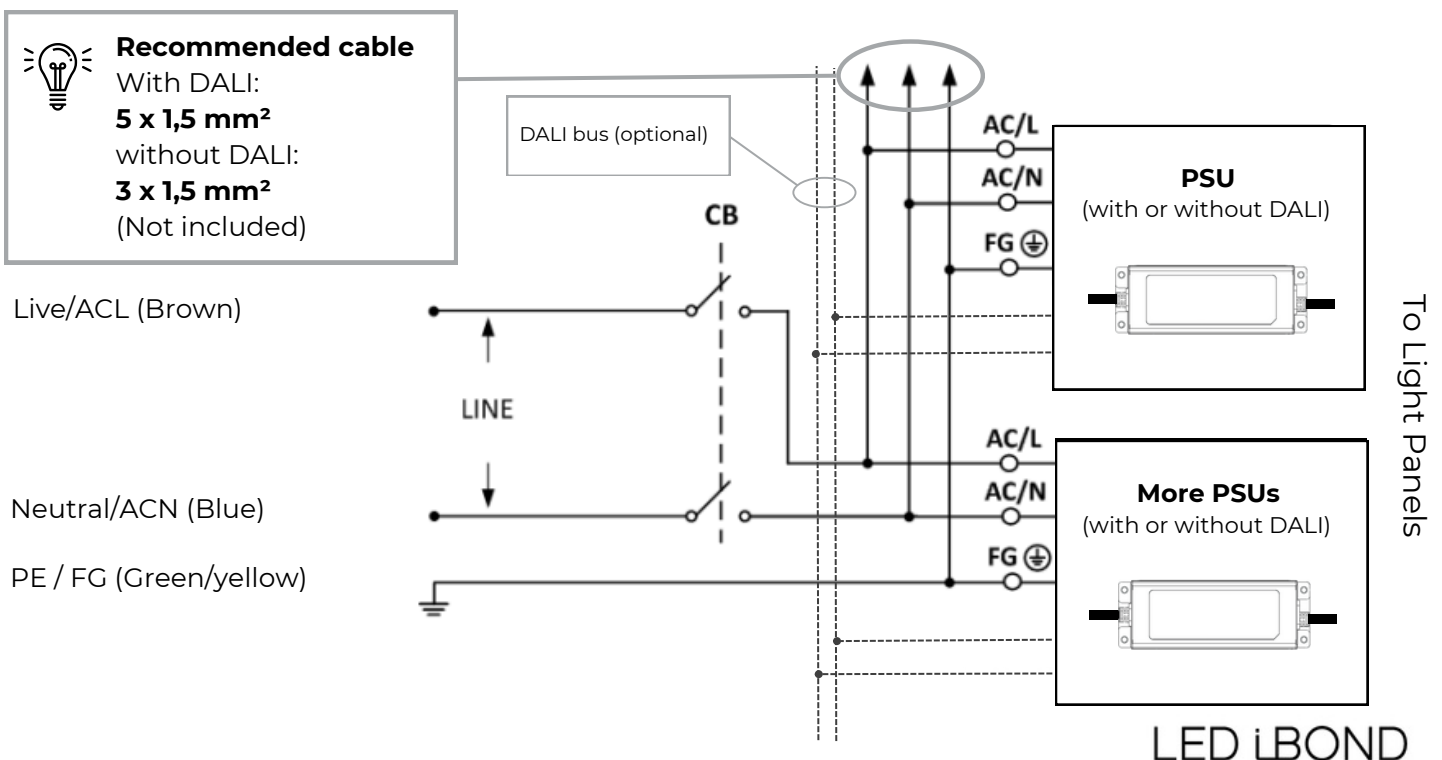 Recommended cable
With DALI:
5 x 1,5 mm²
without DALI:
3 x 1,5 mm²
(Not included)
DALI bus (optional)
CB
Live/ACL (Brown)
LINE
Neutral/ACN (Blue)
PE / FG (Green/yellow)
AC/L
AC/N
FG
PSU
(with or without DALI)
AC/L
AC/N
FG
More PSUs
(with or without DALI)
To Light Panels
LED iBOND